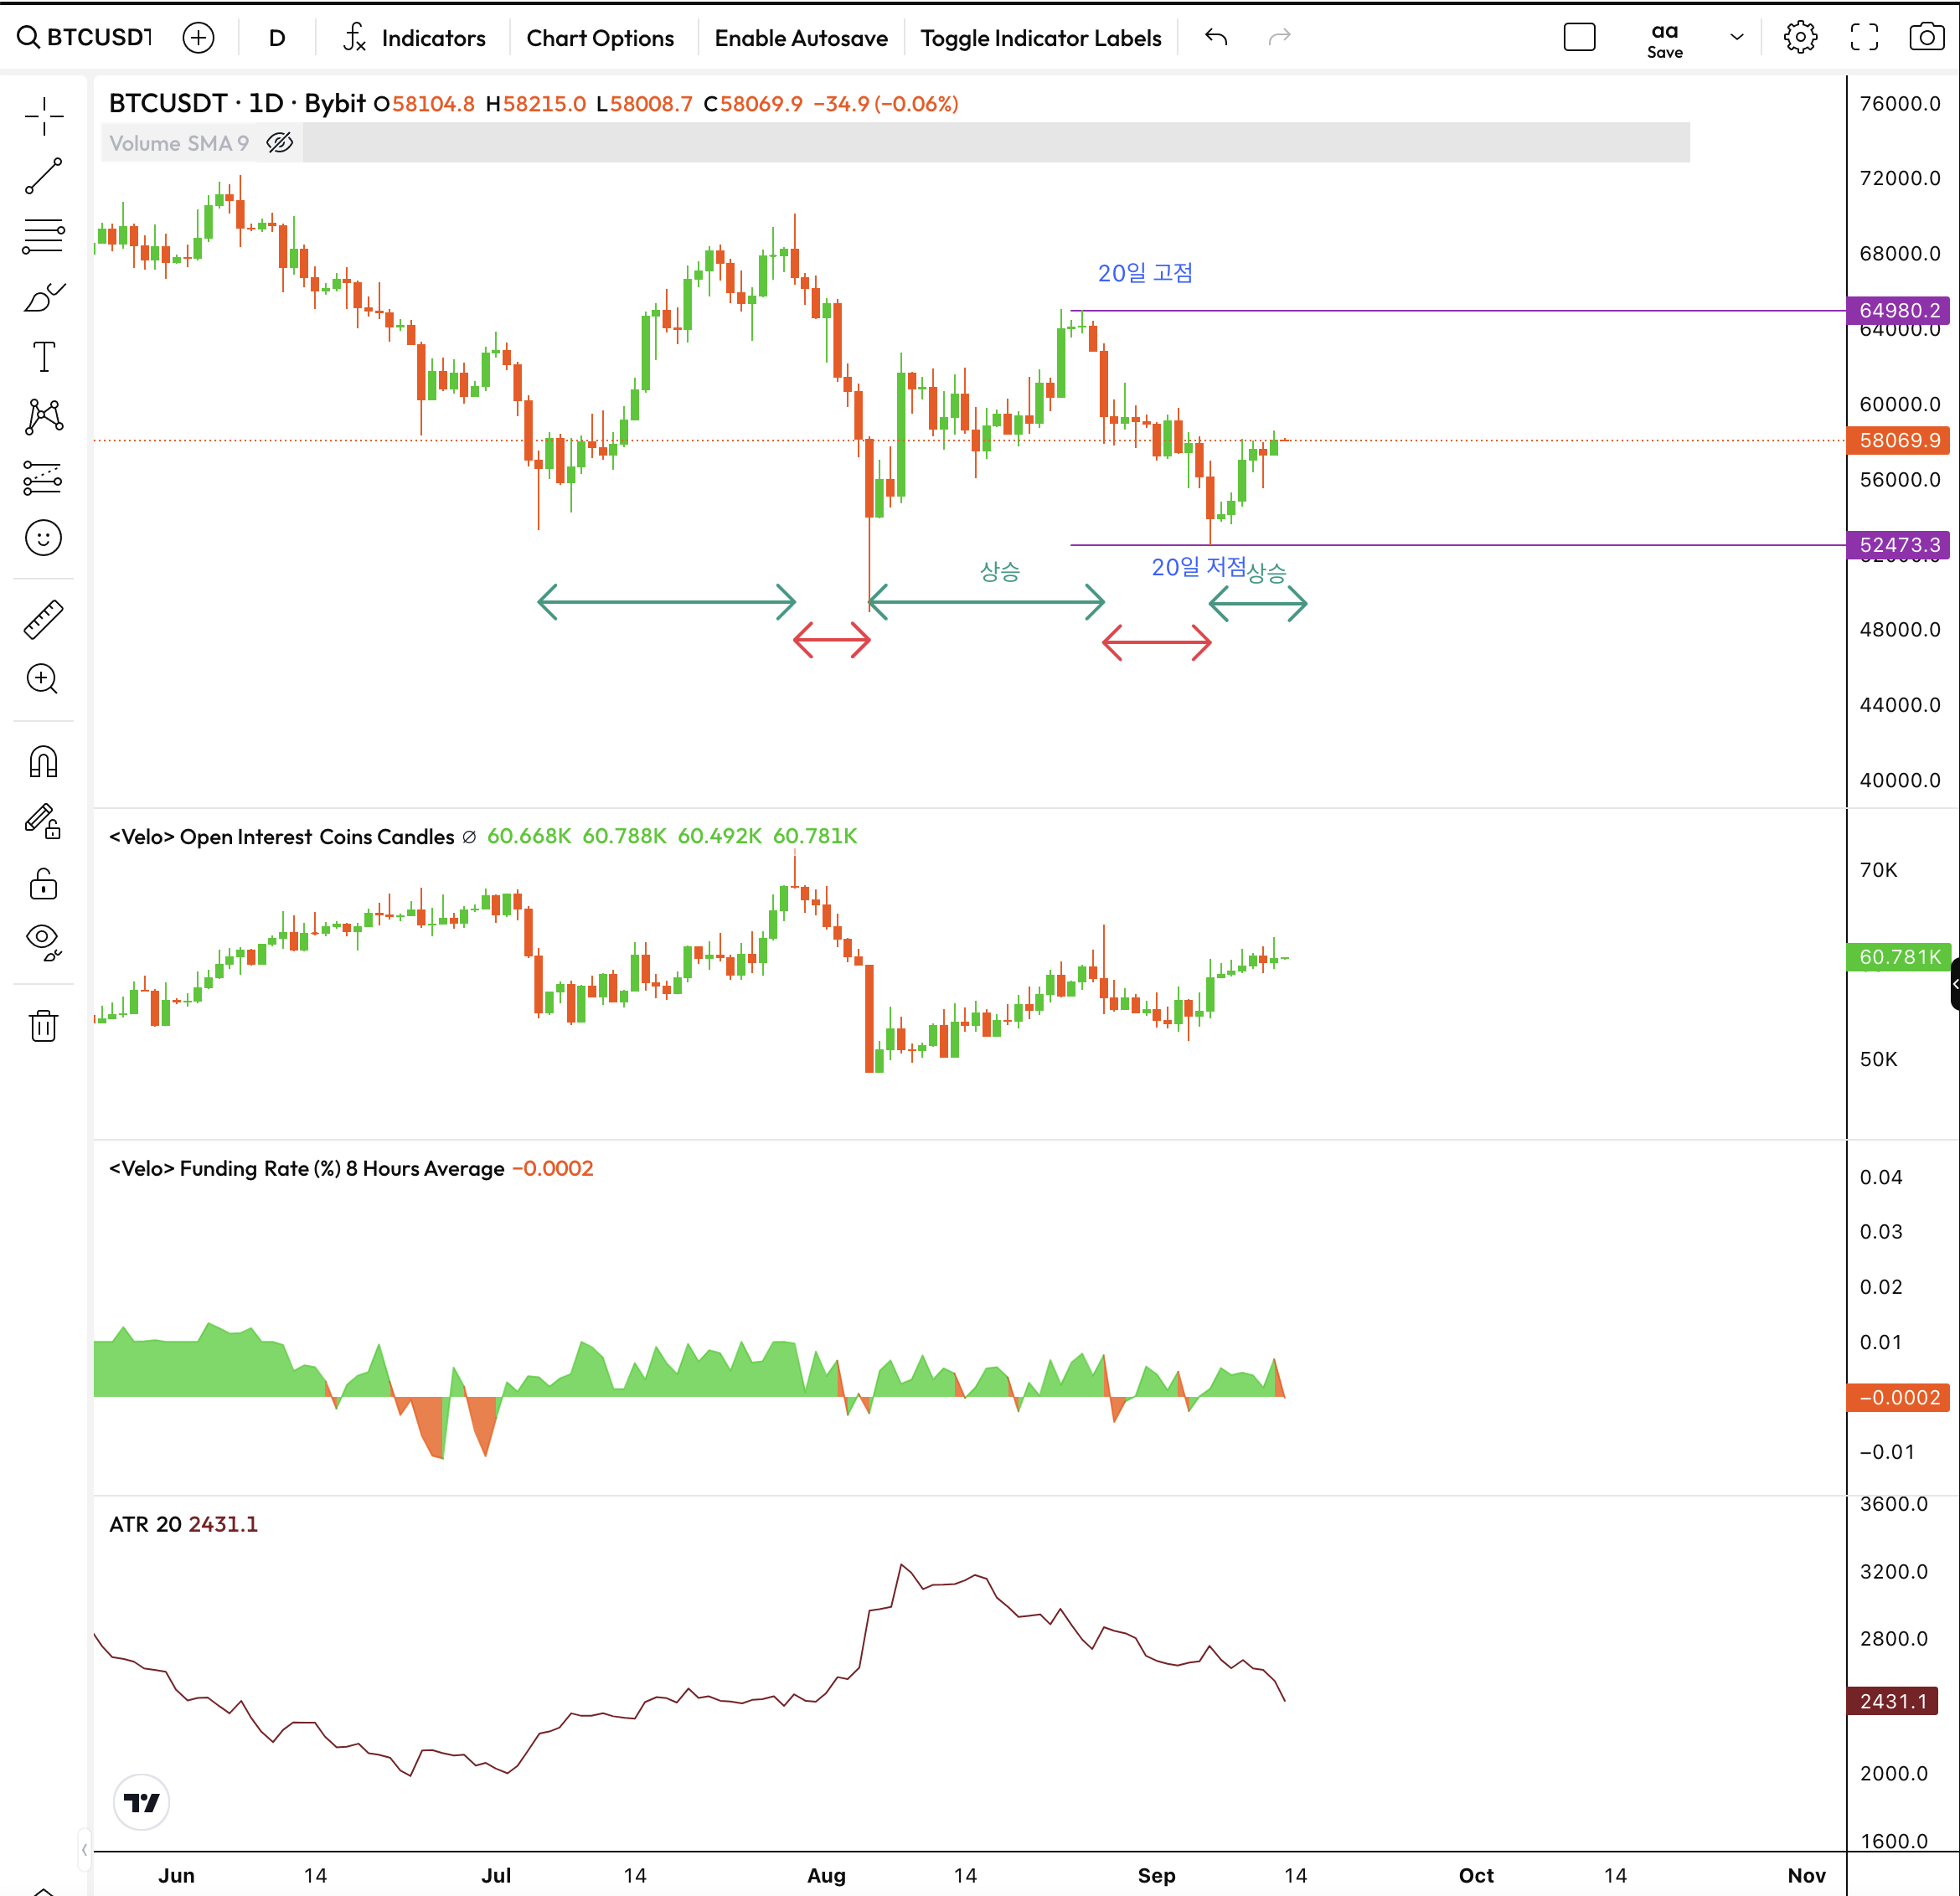 BTCUSDT
D
Indicators
Chart Options
Enable Autosave
Toggle Indicator Labels
aa
Save
BTCUSDT · 1D · Bybit O58104.8 H58215.0 L58008.7 C58069.9 −34.9 (−0.06%)
Volume SMA 9
76000.0
72000.0
68000.0
20일 고점
64980.2
64000.0
60000.0
58069.9
56000.0
52473.3
20일 저점
상승
상승
48000.0
44000.0
40000.0
<Velo> Open Interest Coins Candles ∅ 60.668K 60.788K 60.492K 60.781K
70K
60.781K
50K
<Velo> Funding Rate (%) 8 Hours Average −0.0002
0.04
0.03
0.02
0.01
−0.0002
−0.01
ATR 20 2431.1
3600.0
3200.0
2800.0
2431.1
2000.0
1600.0
Jun 14 Jul 14 Aug 14 Sep 14 Oct 14 Nov